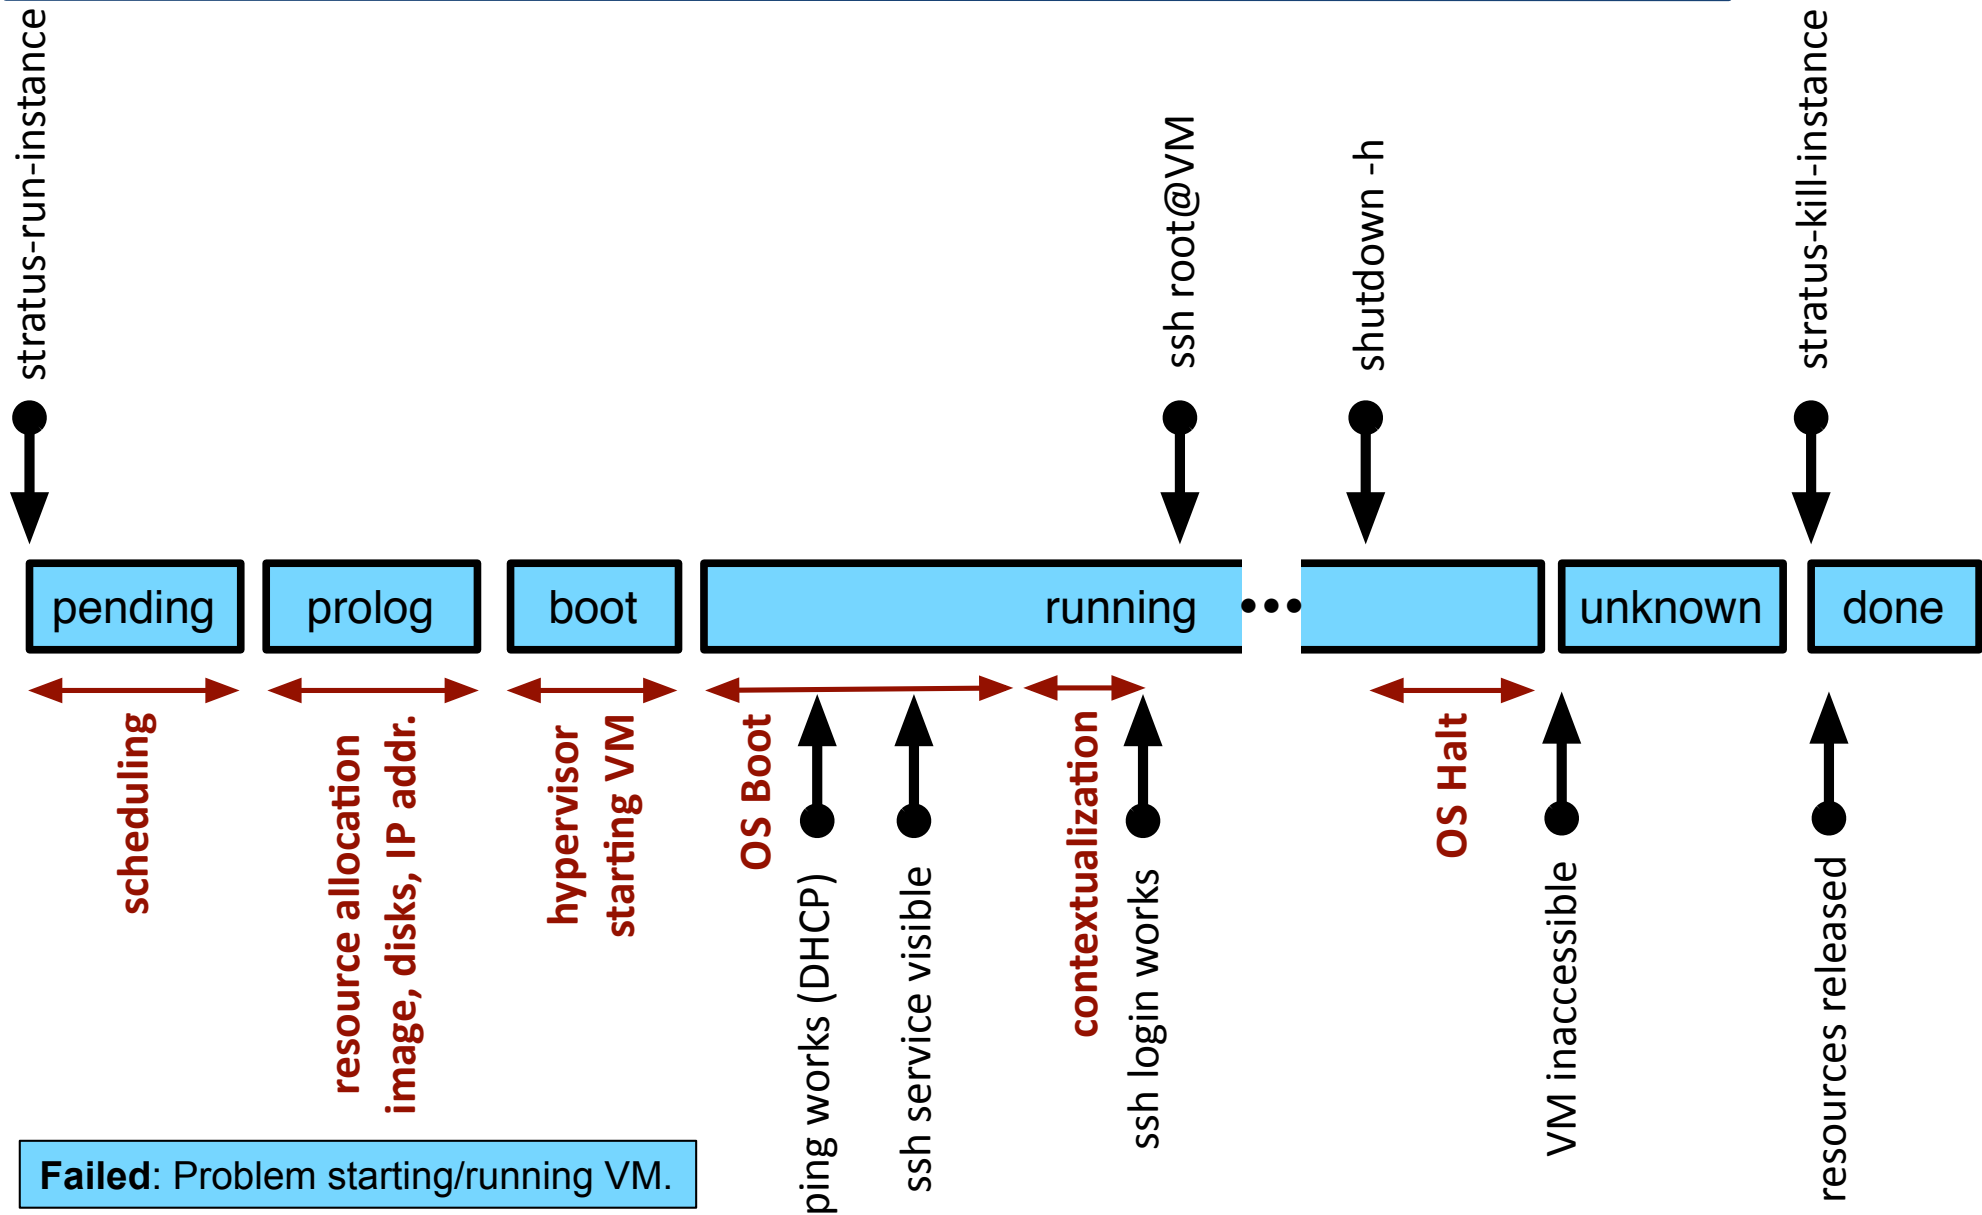 stratus-run-instance
ssh root@VM
shutdown -h
stratus-kill-instance
pending
prolog
boot
running
unknown
done
scheduling
resource allocation
image, disks, IP addr.
hypervisor
starting VM
OS Boot
ping works (DHCP)
ssh service visible
contextualization
ssh login works
OS Halt
VM inaccessible
resources released
Failed: Problem starting/running VM.